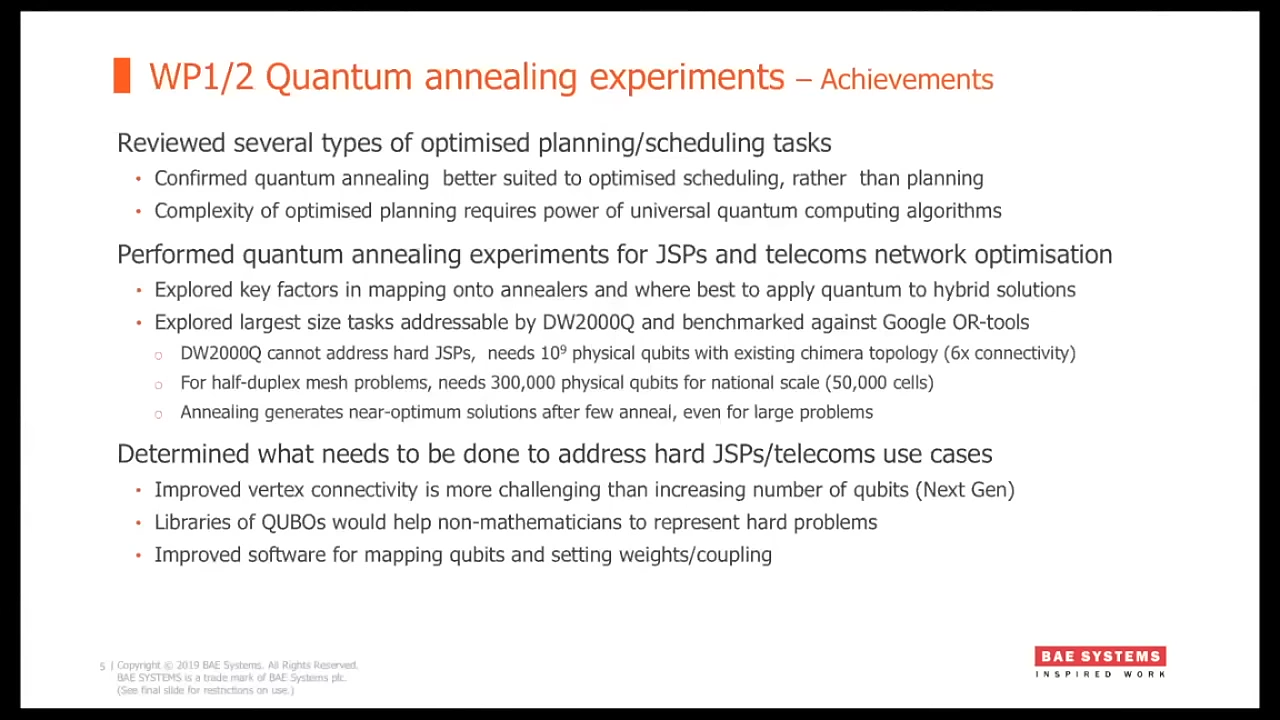 WP1/2 Quantum annealing experiments – Achievements
Reviewed several types of optimised planning/scheduling tasks
• Confirmed quantum annealing better suited to optimised scheduling, rather than planning
• Complexity of optimised planning requires power of universal quantum computing algorithms
Performed quantum annealing experiments for JSPs and telecoms network optimisation
• Explored key factors in mapping onto annealers and where best to apply quantum to hybrid solutions
• Explored largest size tasks addressable by DW2000Q and benchmarked against Google OR-tools
○ DW2000Q cannot address hard JSPs, needs 10⁹ physical qubits with existing chimera topology (6x connectivity)
○ For half-duplex mesh problems, needs 300,000 physical qubits for national scale (50,000 cells)
○ Annealing generates near-optimum solutions after few anneal, even for large problems
Determined what needs to be done to address hard JSPs/telecoms use cases
• Improved vertex connectivity is more challenging than increasing number of qubits (Next Gen)
• Libraries of QUBOs would help non-mathematicians to represent hard problems
• Improved software for mapping qubits and setting weights/coupling
5 | Copyright © 2019 BAE Systems. All Rights Reserved.
BAE SYSTEMS is a trade mark of BAE Systems plc.
(See final slide for restrictions on use.)
BAE SYSTEMS
INSPIRED WORK